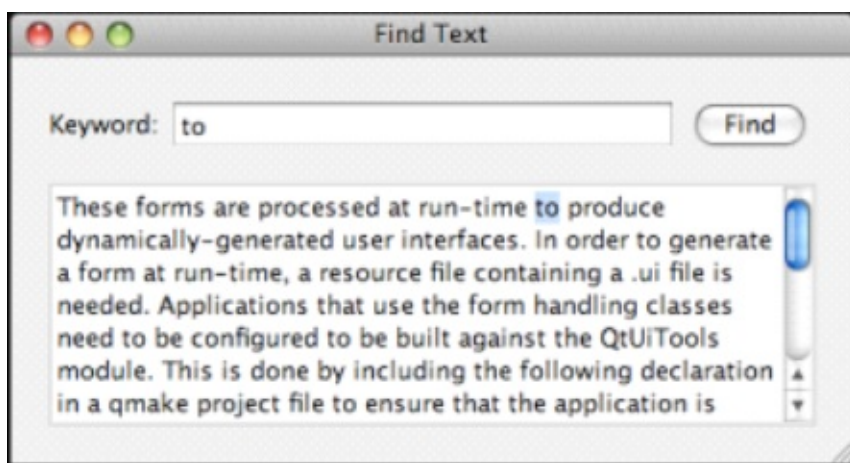 Find Text
Keyword: to Find
These forms are processed at run-time to produce
dynamically-generated user interfaces. In order to generate
a form at run-time, a resource file containing a .ui file is
needed. Applications that use the form handling classes
need to be configured to be built against the QtUiTools
module. This is done by including the following declaration
in a qmake project file to ensure that the application is